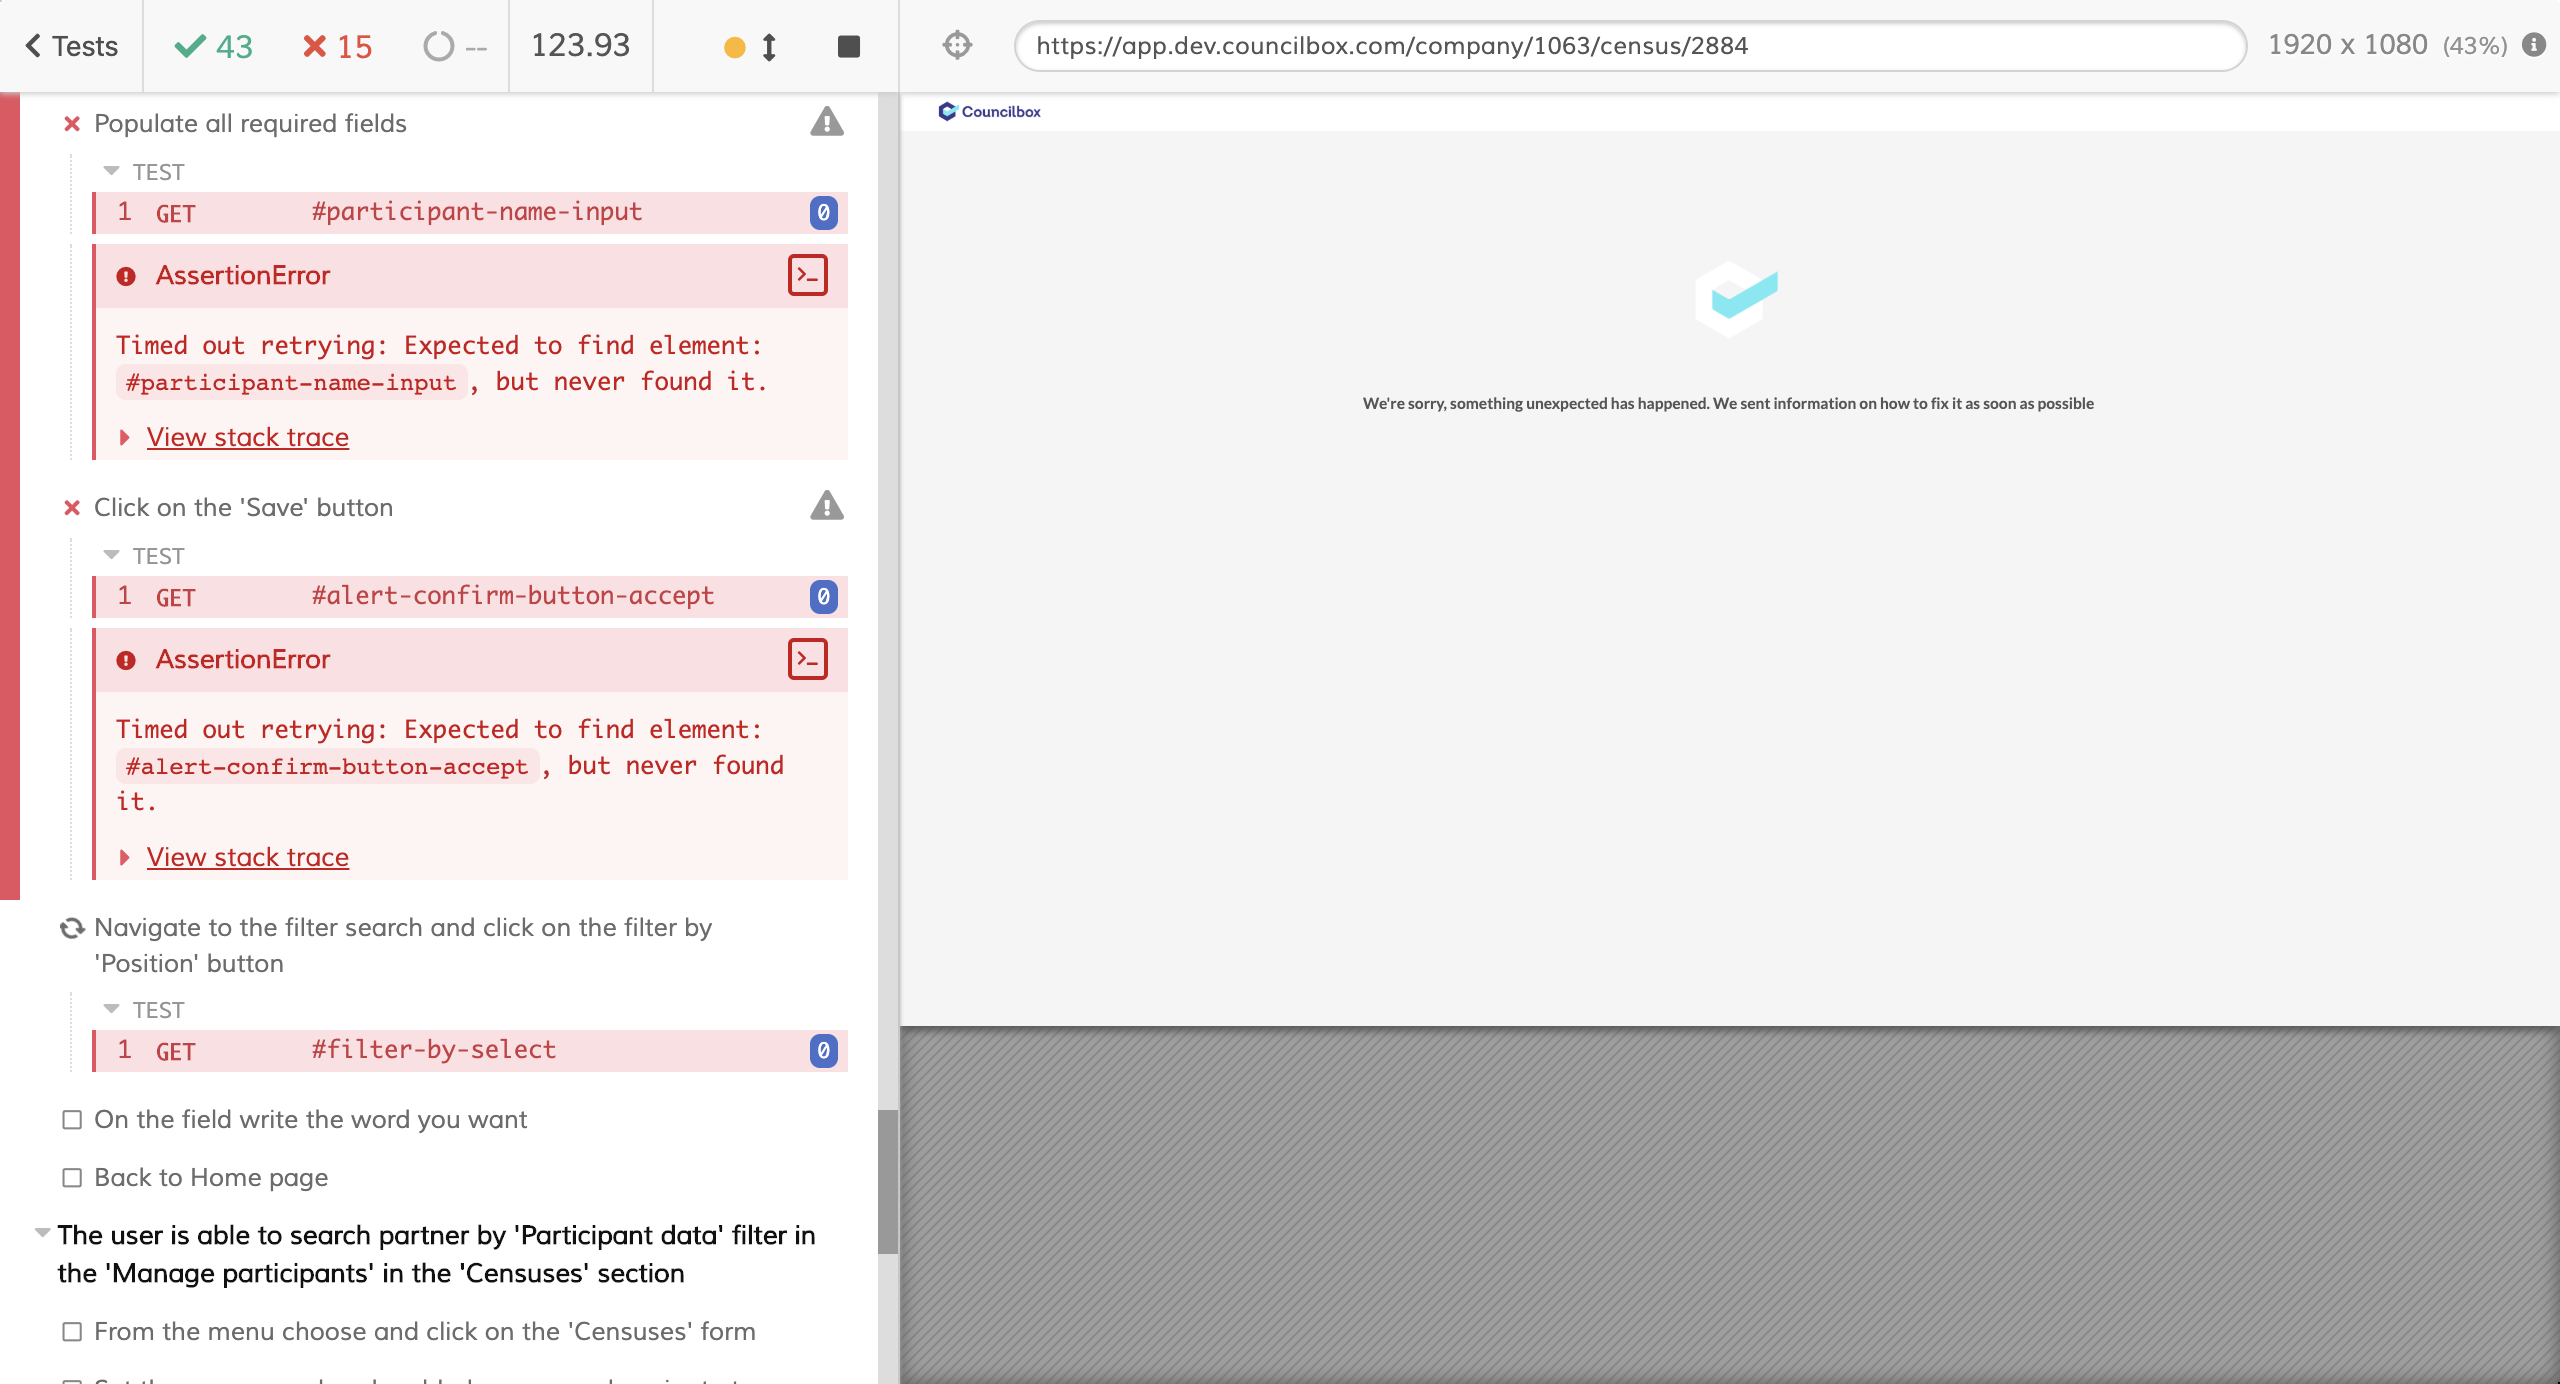 Tests
43
15
--
123.93
https://app.dev.councilbox.com/company/1063/census/2884
1920 x 1080 (43%)
Populate all required fields
TEST
1 GET #participant-name-input 0
AssertionError
Timed out retrying: Expected to find element:
#participant-name-input, but never found it.
View stack trace
Click on the 'Save' button
TEST
1 GET #alert-confirm-button-accept 0
AssertionError
Timed out retrying: Expected to find element:
#alert-confirm-button-accept, but never found
it.
View stack trace
Navigate to the filter search and click on the filter by
'Position' button
TEST
1 GET #filter-by-select 0
On the field write the word you want
Back to Home page
The user is able to search partner by 'Participant data' filter in
the 'Manage participants' in the 'Censuses' section
From the menu choose and click on the 'Censuses' form
Councilbox
We're sorry, something unexpected has happened. We sent information on how to fix it as soon as possible